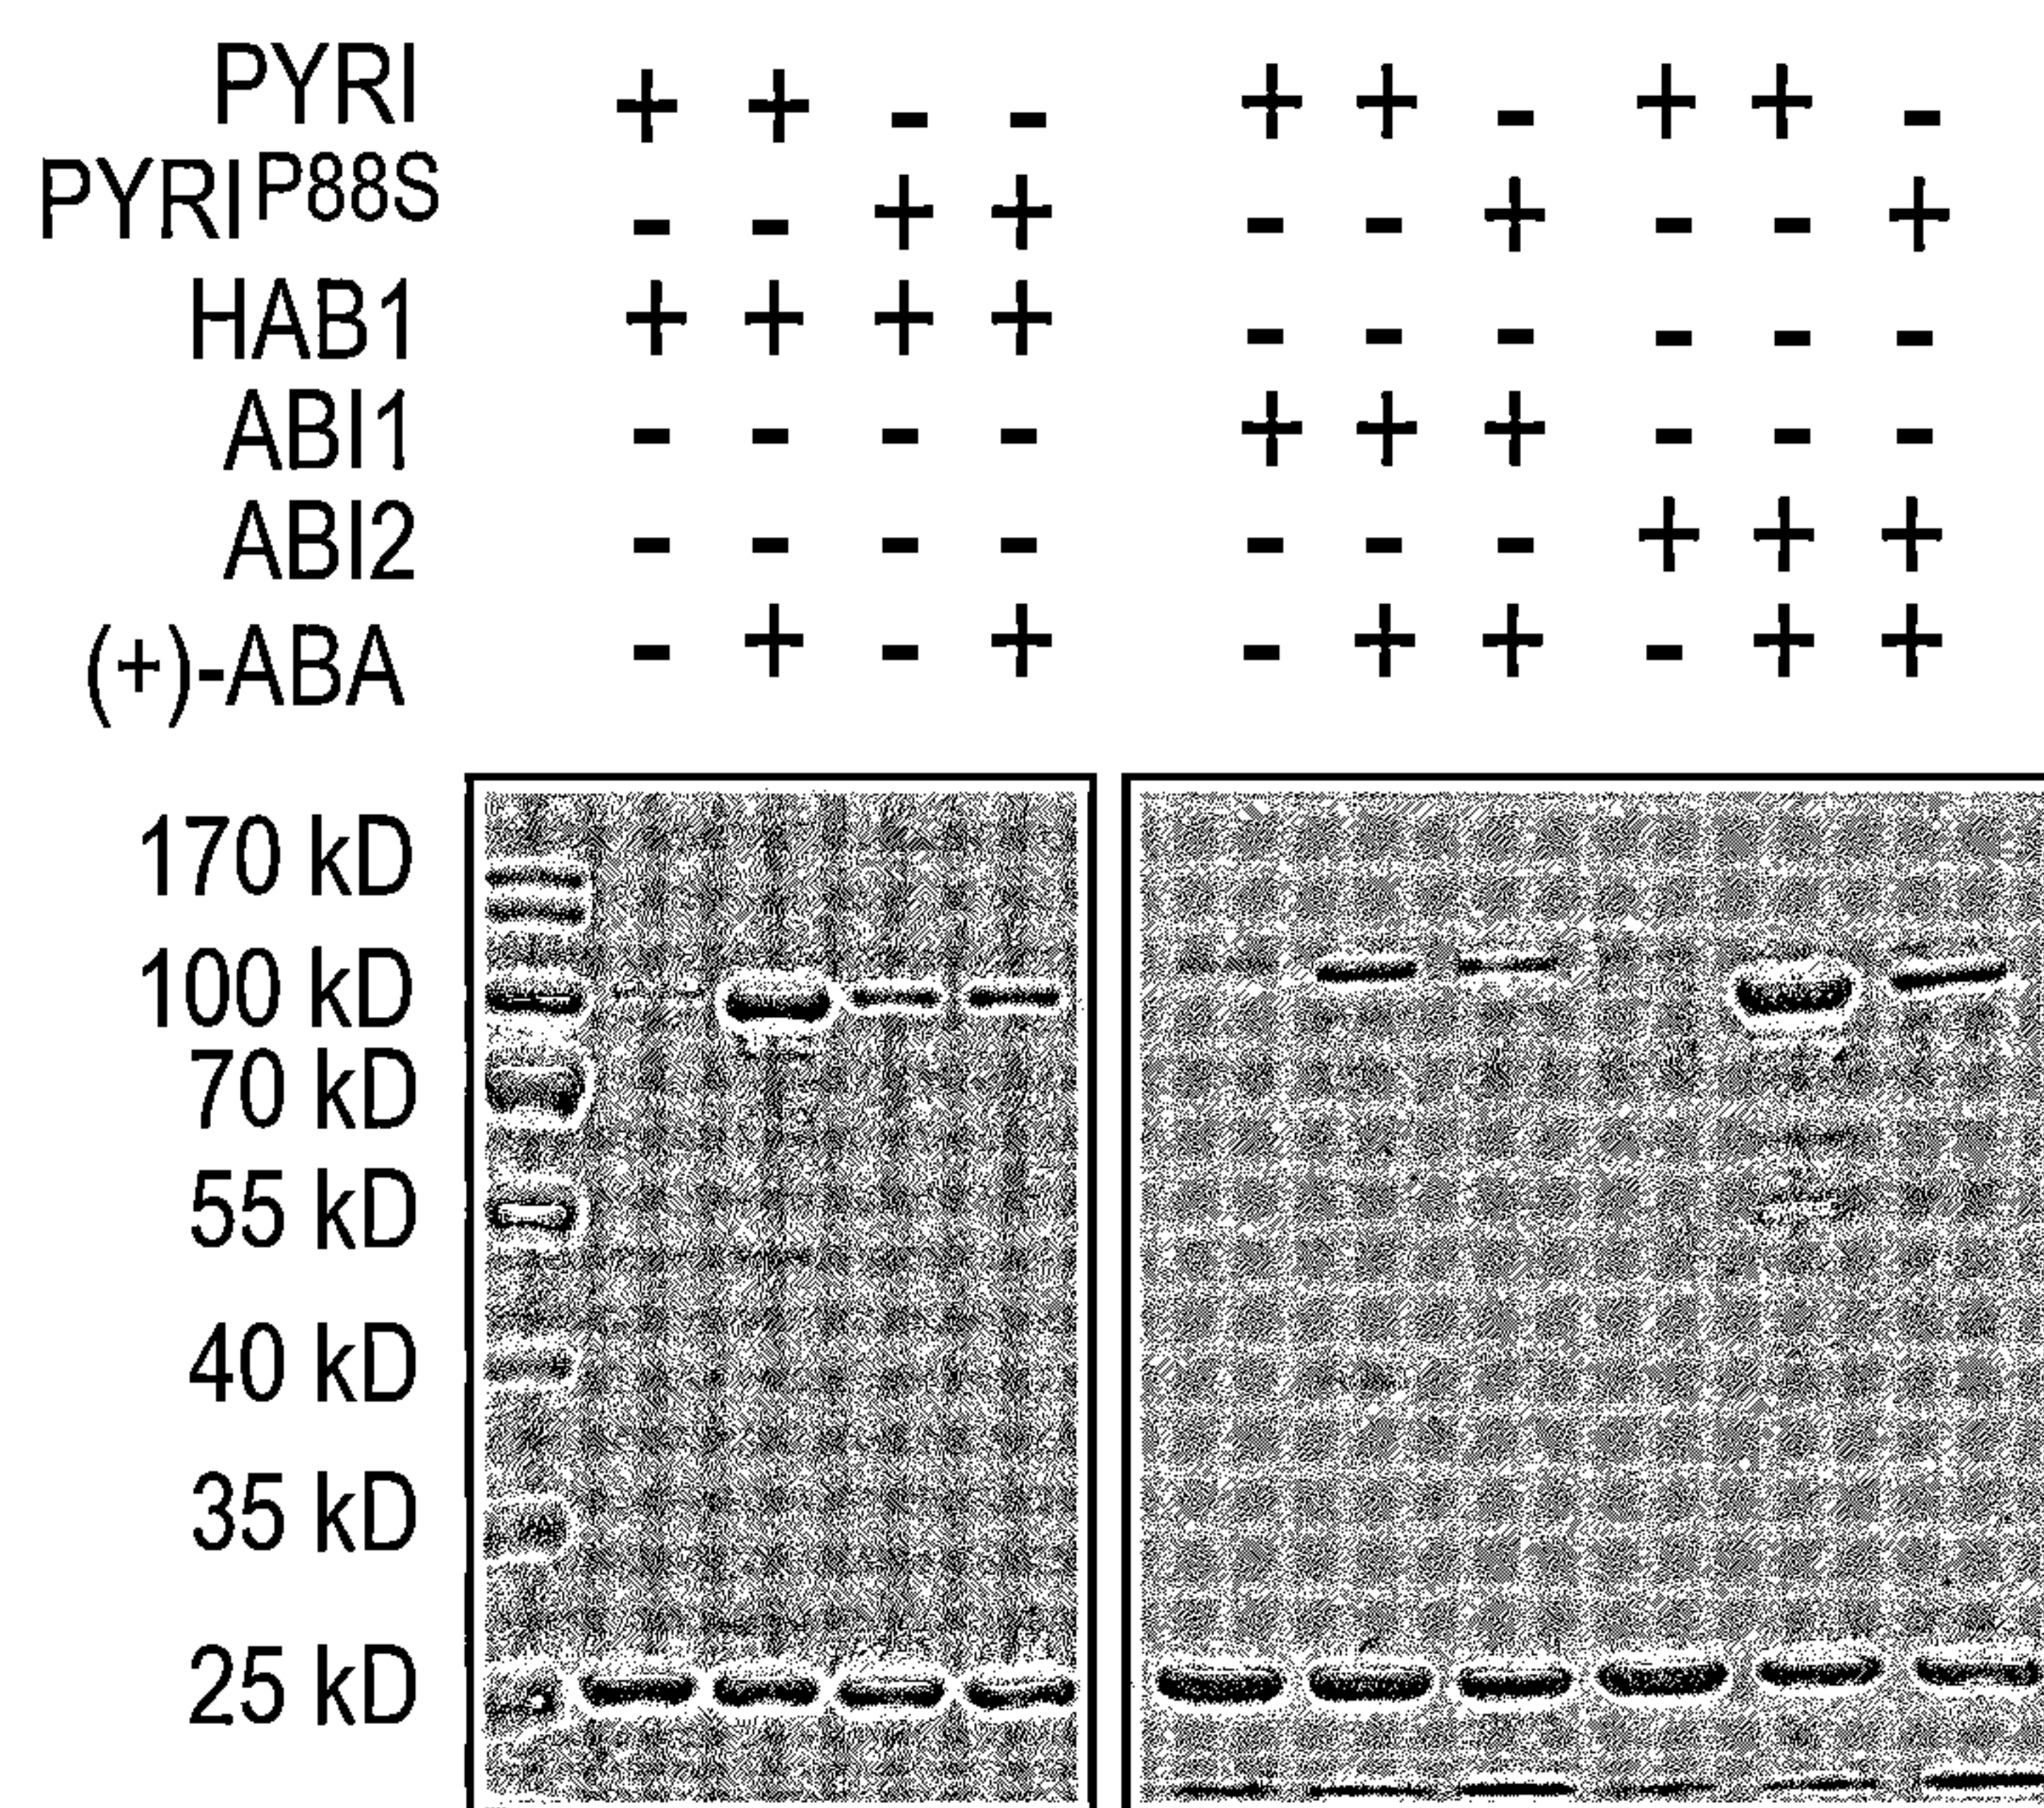 PYRI + + - - + + - + + -
PYRI P88S - - + + - - + - - +
HAB1 + + + + - - - - - -
ABI1 - - - - + + + - - -
ABI2 - - - - - - - + + +
(+)-ABA - + - + - + + - + +
170 kD
100 kD
70 kD
55 kD
40 kD
35 kD
25 kD